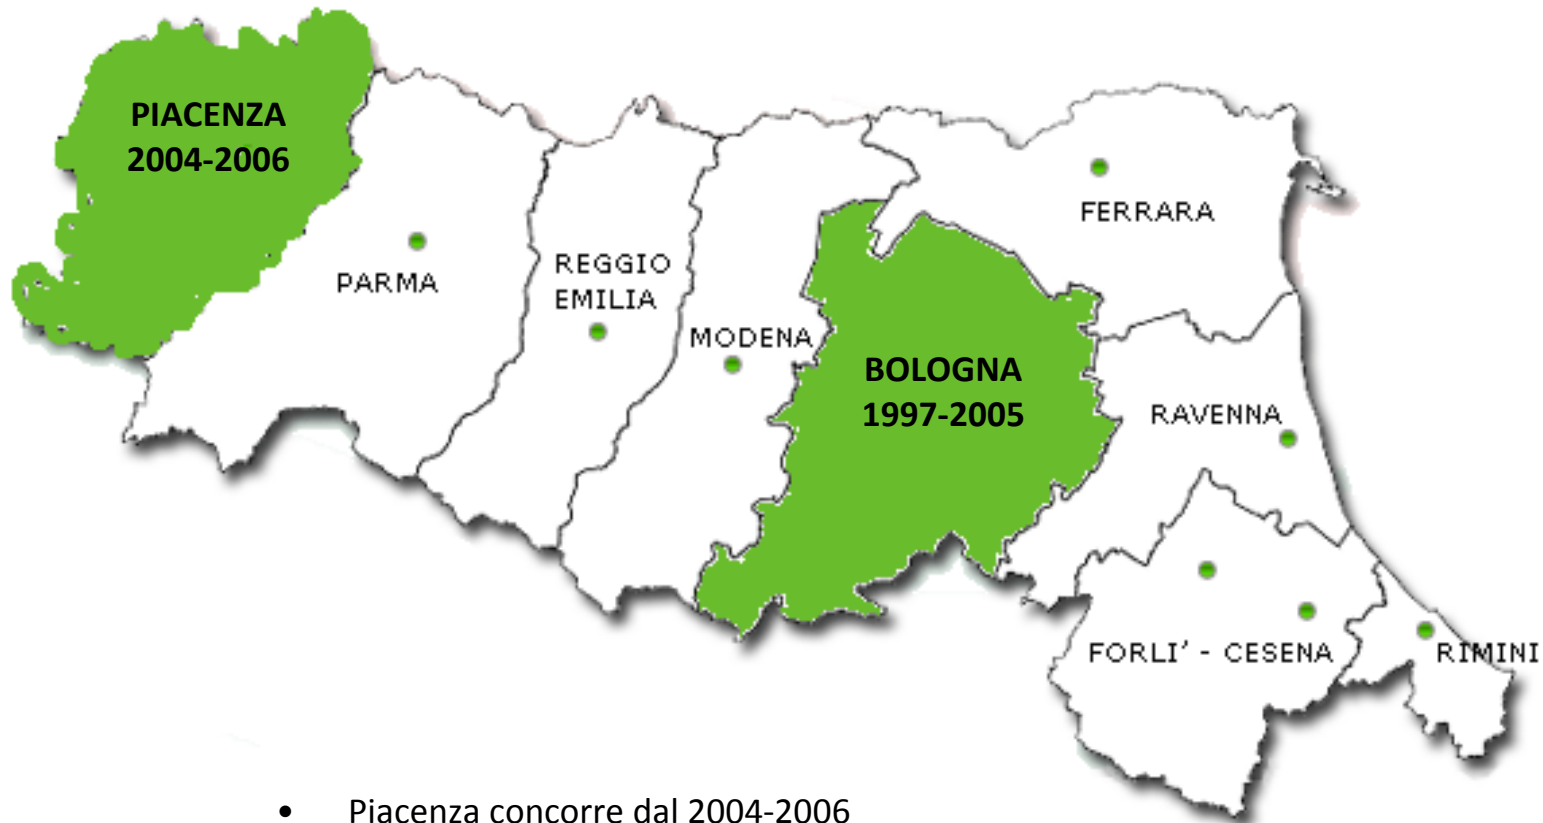 PIACENZA
2004-2006
FERRARA
REGGIO
EMILIA
PARMA
MODENA
BOLOGNA
1997-2005
RAVENNA
FORLI' - CESENA
RIMINI
• Piacenza concorre dal 2004-2006